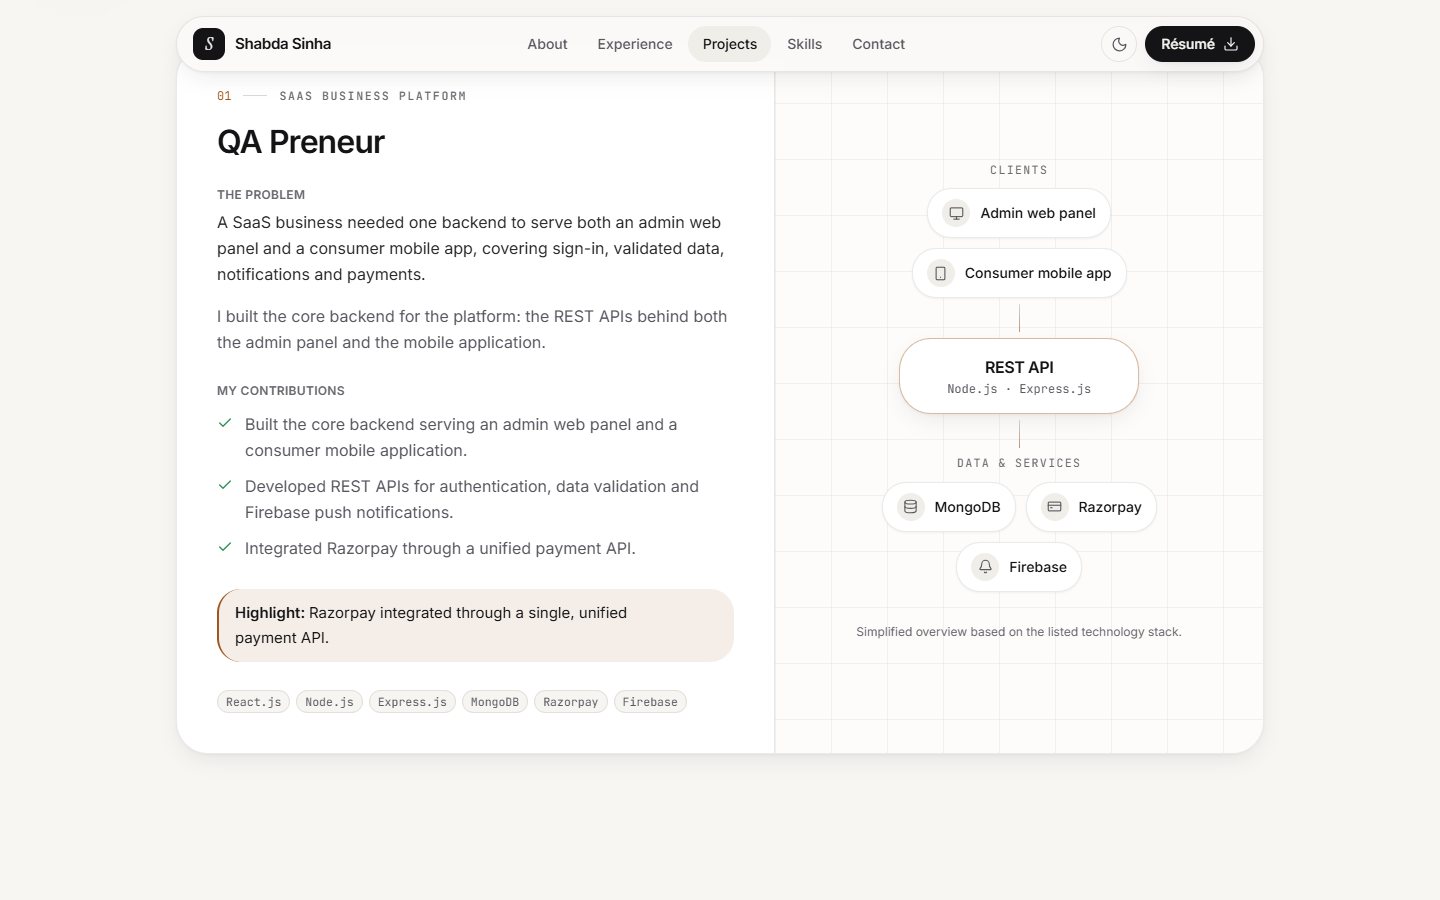 S Shabda Sinha
About Experience Projects Skills Contact
Résumé
01 SAAS BUSINESS PLATFORM
QA Preneur
THE PROBLEM
A SaaS business needed one backend to serve both an admin web
panel and a consumer mobile app, covering sign-in, validated data,
notifications and payments.
I built the core backend for the platform: the REST APIs behind both
the admin panel and the mobile application.
MY CONTRIBUTIONS
Built the core backend serving an admin web panel and a
consumer mobile application.
Developed REST APIs for authentication, data validation and
Firebase push notifications.
Integrated Razorpay through a unified payment API.
Highlight: Razorpay integrated through a single, unified
payment API.
React.js Node.js Express.js MongoDB Razorpay Firebase
CLIENTS
Admin web panel
Consumer mobile app
REST API
Node.js · Express.js
DATA & SERVICES
MongoDB Razorpay
Firebase
Simplified overview based on the listed technology stack.